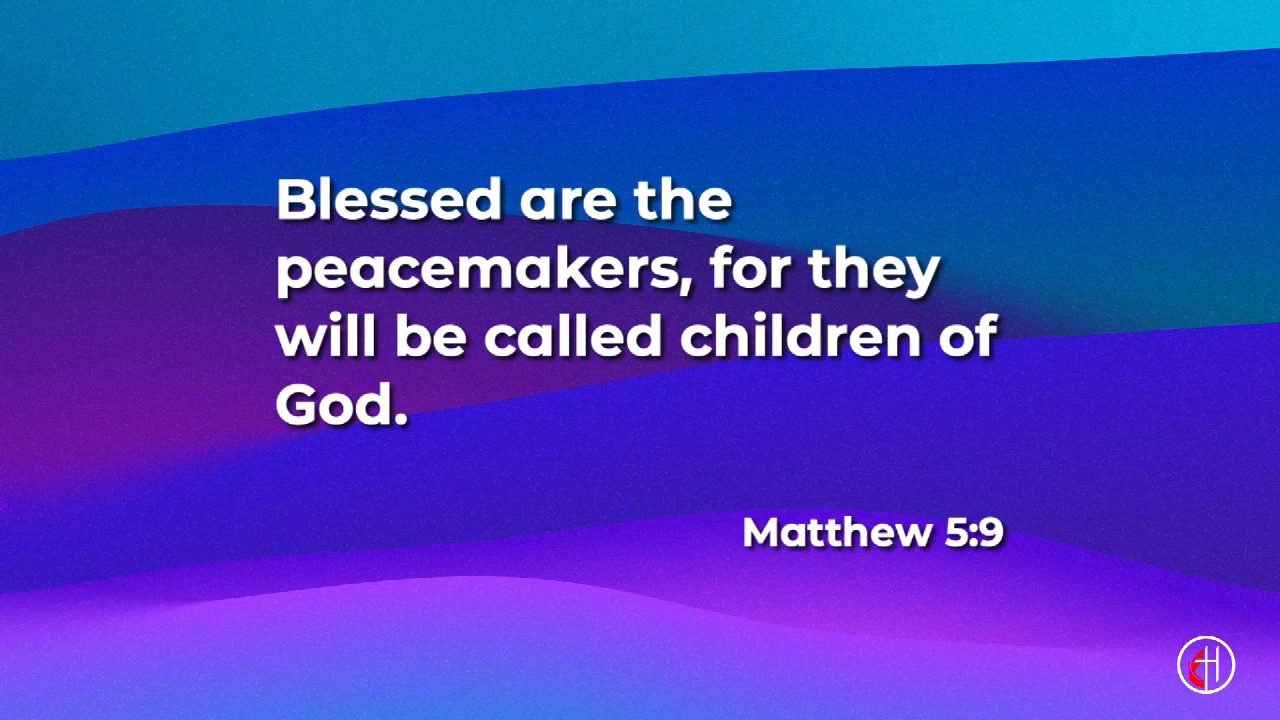 Blessed are the
peacemakers, for they
will be called children of
God.
Matthew 5:9